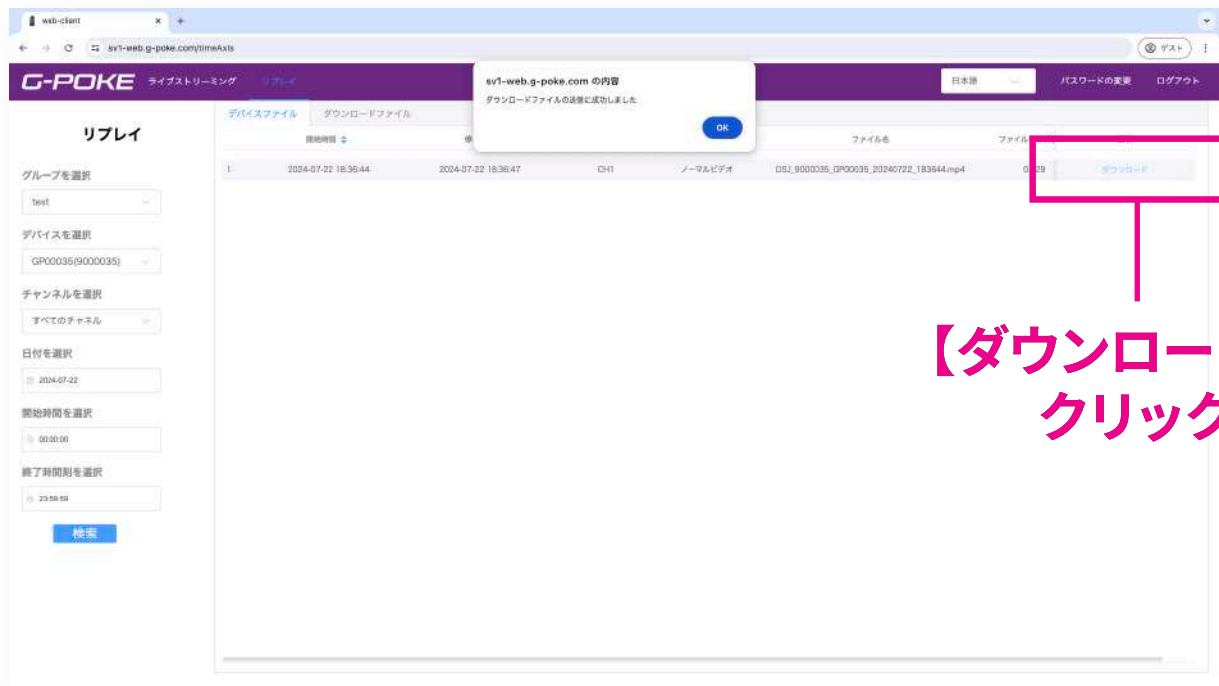 web-client
sv1-web.g-poke.com/timeAxis
ゲスト
G-POKE ライブストリーミング リプレイ
日本語 パスワードの変更 ログアウト
sv1-web.g-poke.com の内容
ダウンロードファイルの送信に成功しました
OK
リプレイ
デバイスファイル ダウンロードファイル
開始時間 ファイル名 ファイル
1 2024-07-22 18:36:44 2024-07-22 18:36:47 CH1 ノーマルビデオ DSJ_9000035_GP00035_20240722_183644.mp4 ダウンロード
グループを選択
test
デバイスを選択
GP00035(9000035)
チャンネルを選択
すべてのチャネル
日付を選択
2024-07-22
開始時間を選択
00:00:00
終了時間刻を選択
23:59:59
検索
【ダウンロー
クリック